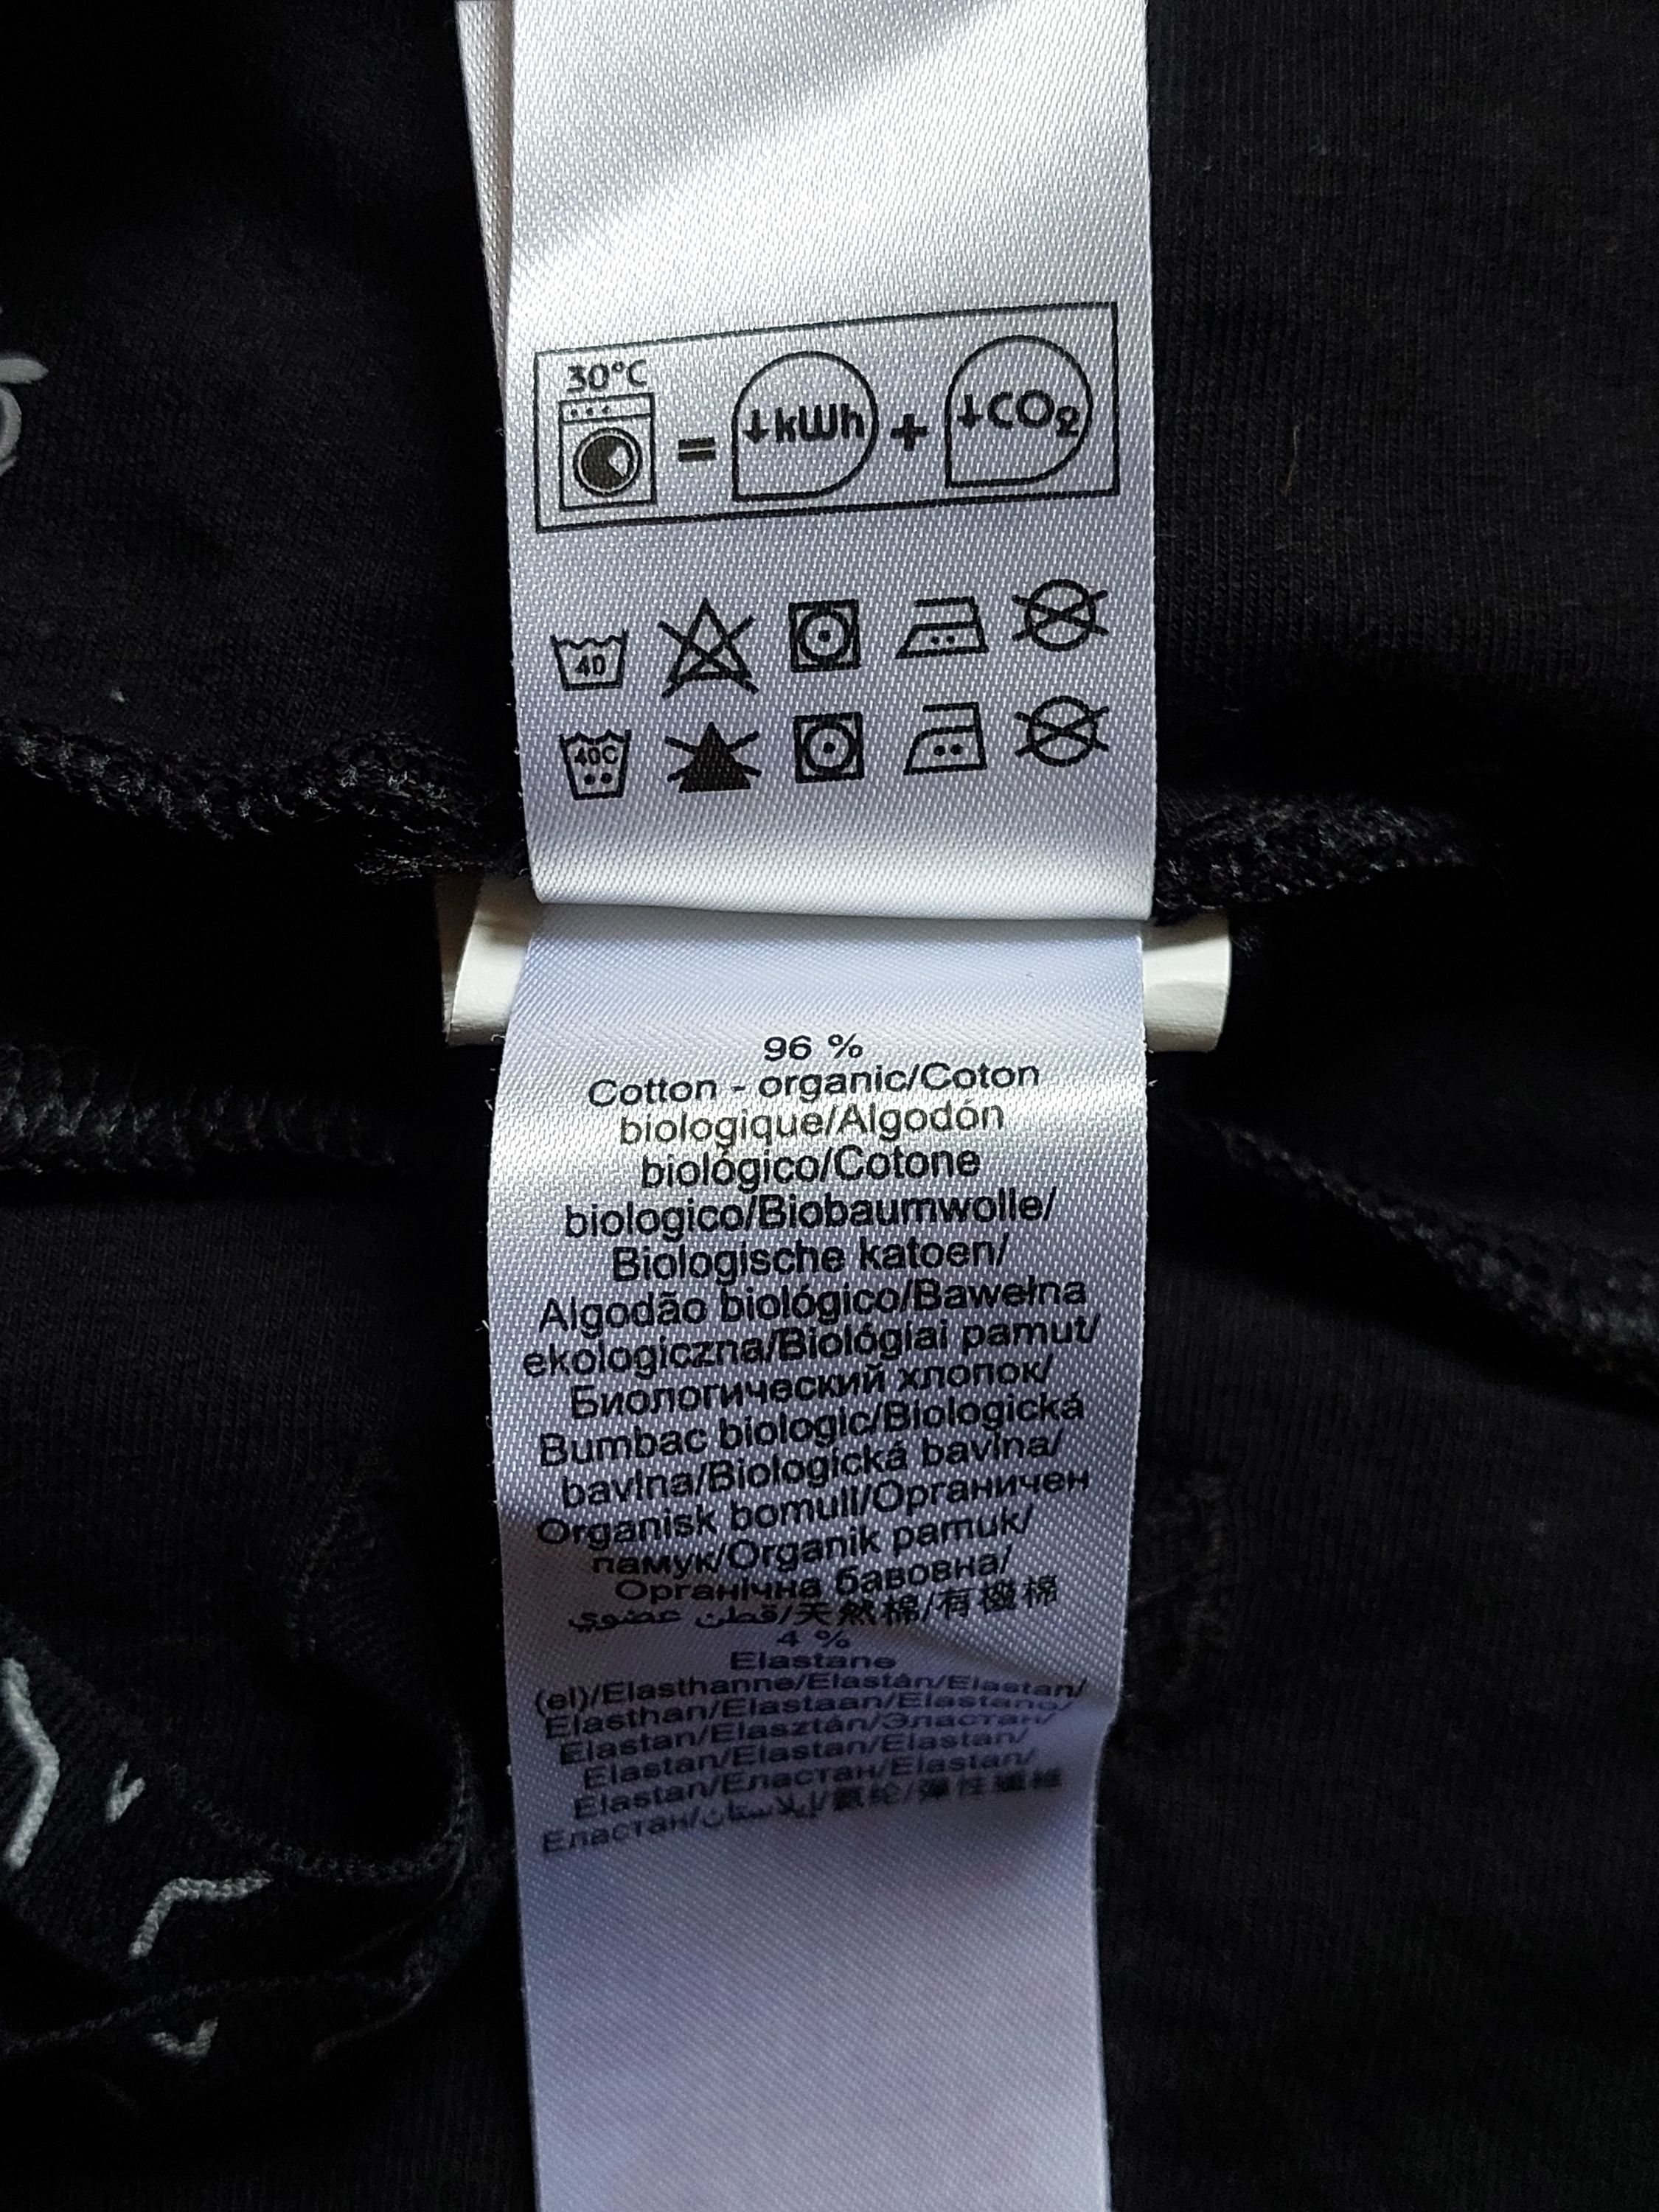 30°C
= ↓kWh + ↓CO₂
40
40C
96 %
Cotton - organic/Coton
biologique/Algodón
biológico/Cotone
biologico/Biobaumwolle/
Biologische katoen/
Algodão biológico/Bawełna
ekologiczna/Biológiai pamut/
Биологический хлопок/
Bumbac biologic/Biologická
bavlna/Biologická bavlna/
Organisk bomull/Органичен
памук/Organik pamuk/
Органічна бавовна/
قطن عضوي/天然棉/有機棉
4 %
Elastane
(el)/Elasthanne/Elastán/Elastan/
Elasthan/Elastaan/Elastano/
Elastan/Elasztán/Эластан/
Elastan/Elastan/Elastan/
Elastan/Еластан/Elastan/
Еластан/إيلاستان/氨纶/彈性纖維